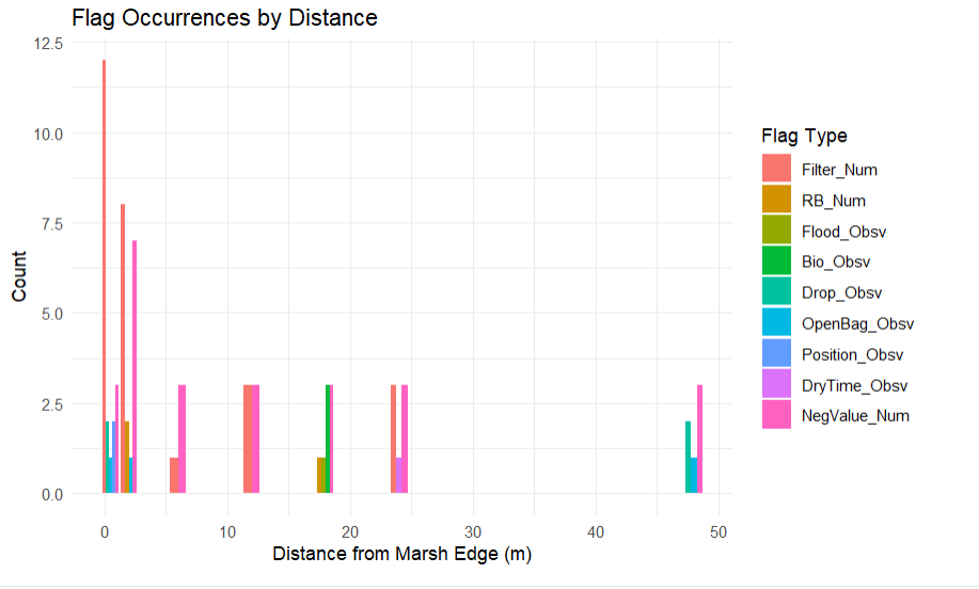 Flag Occurrences by Distance
12.5
10.0
7.5
5.0
2.5
0.0
Count
0 10 20 30 40 50
Distance from Marsh Edge (m)
Flag Type
Filter_Num
RB_Num
Flood_Obsv
Bio_Obsv
Drop_Obsv
OpenBag_Obsv
Position_Obsv
DryTime_Obsv
NegValue_Num